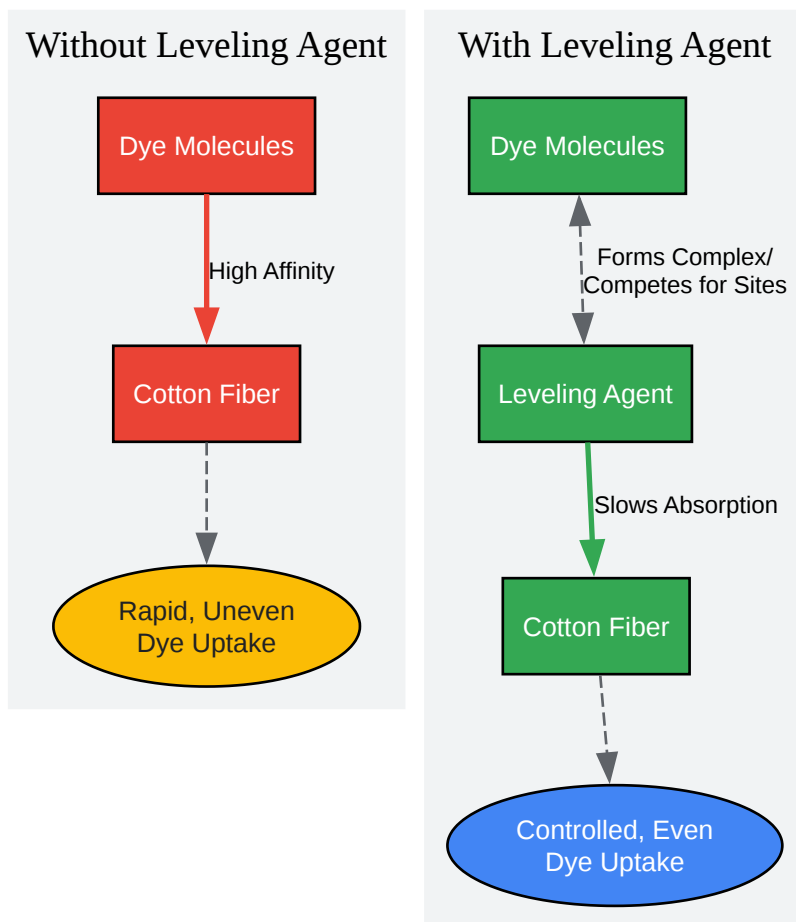 Without Leveling Agent
Dye Molecules
High Affinity
Cotton Fiber
Rapid, Uneven
Dye Uptake
With Leveling Agent
Dye Molecules
Forms Complex/
Competes for Sites
Leveling Agent
Slows Absorption
Cotton Fiber
Controlled, Even
Dye Uptake